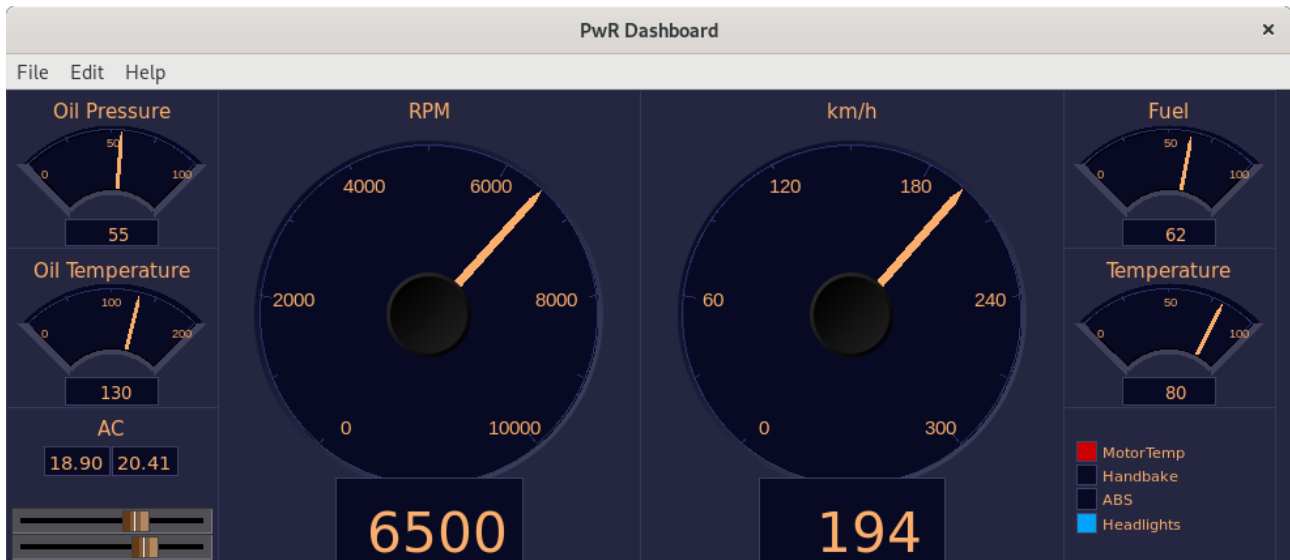 PwR Dashboard
×
File Edit Help
Oil Pressure
0 50 100
55
Oil Temperature
0 100 200
130
AC
18.90 20.41
RPM
0 2000 4000 6000 8000 10000
6500
km/h
0 60 120 180 240 300
194
Fuel
0 50 100
62
Temperature
0 50 100
80
MotorTemp
Handbake
ABS
Headlights